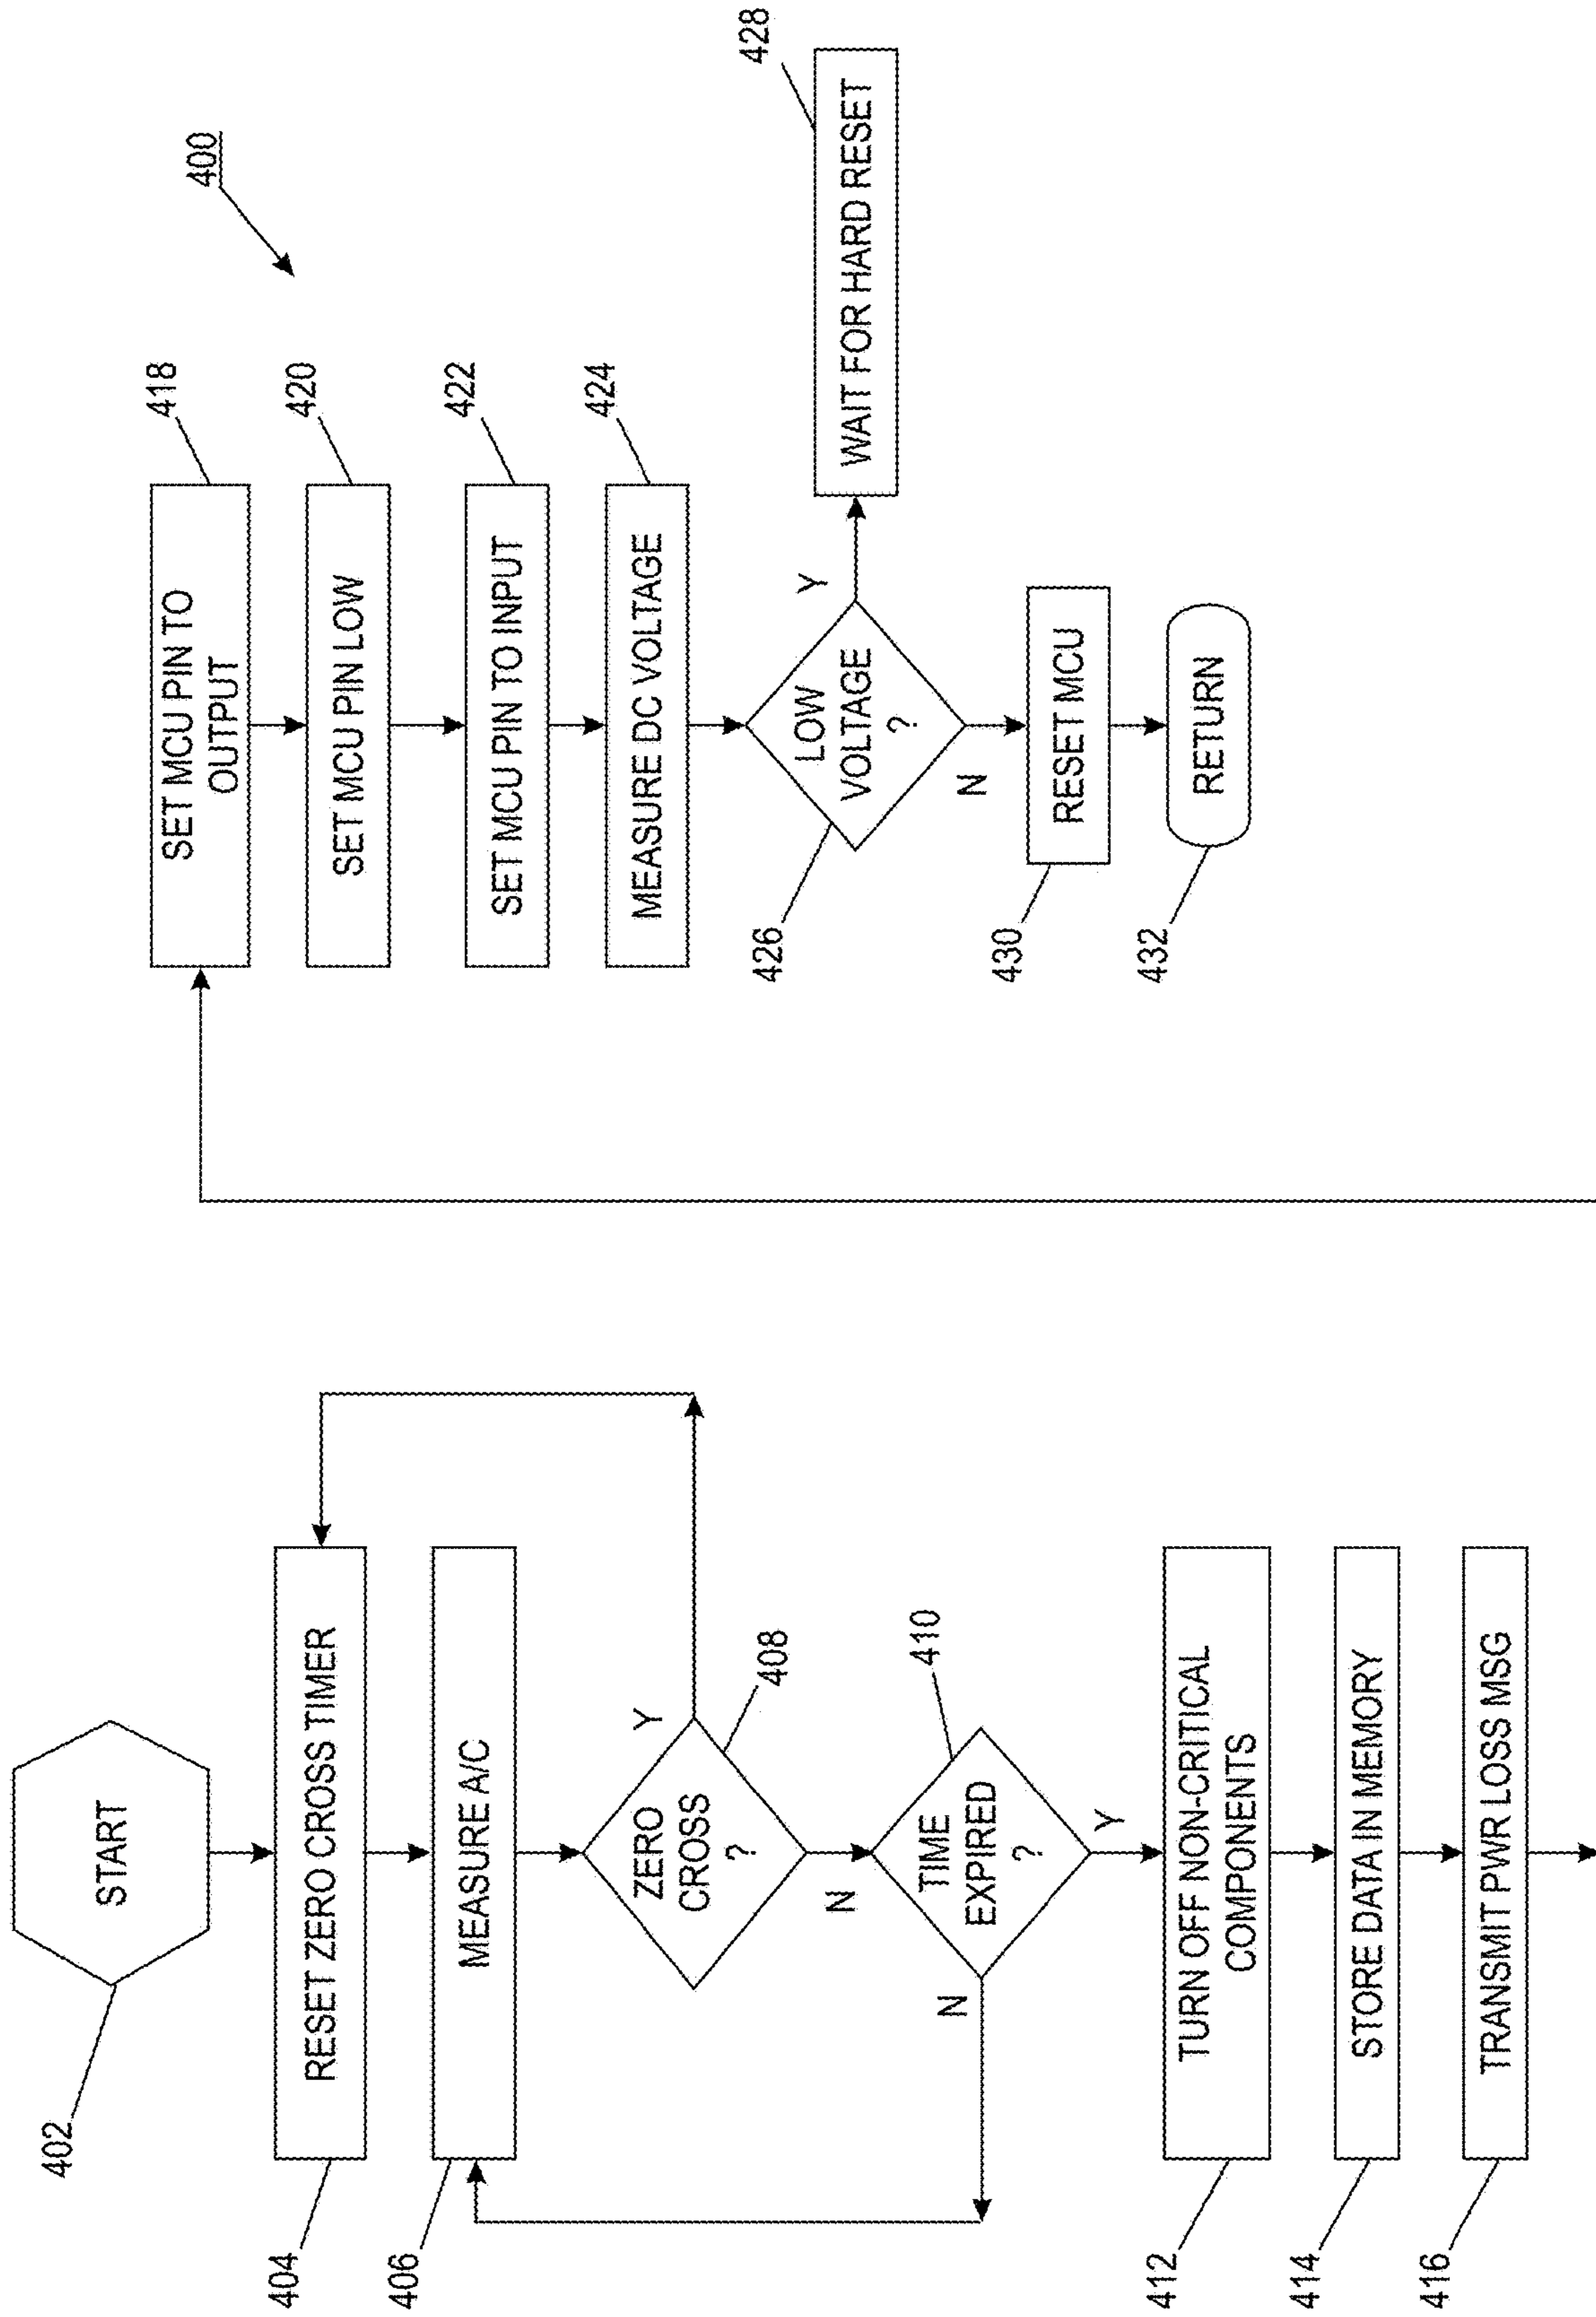 400
START
402
RESET ZERO CROSS TIMER
404
MEASURE A/C
406
ZERO
CROSS
?
408
Y
N
TIME
EXPIRED
?
410
N
Y
TURN OFF NON-CRITICAL
COMPONENTS
412
STORE DATA IN MEMORY
414
TRANSMIT PWR LOSS MSG
416
SET MCU PIN TO
OUTPUT
418
SET MCU PIN LOW
420
SET MCU PIN TO INPUT
422
MEASURE DC VOLTAGE
424
LOW
VOLTAGE
?
426
Y
N
WAIT FOR HARD RESET
428
RESET MCU
430
RETURN
432